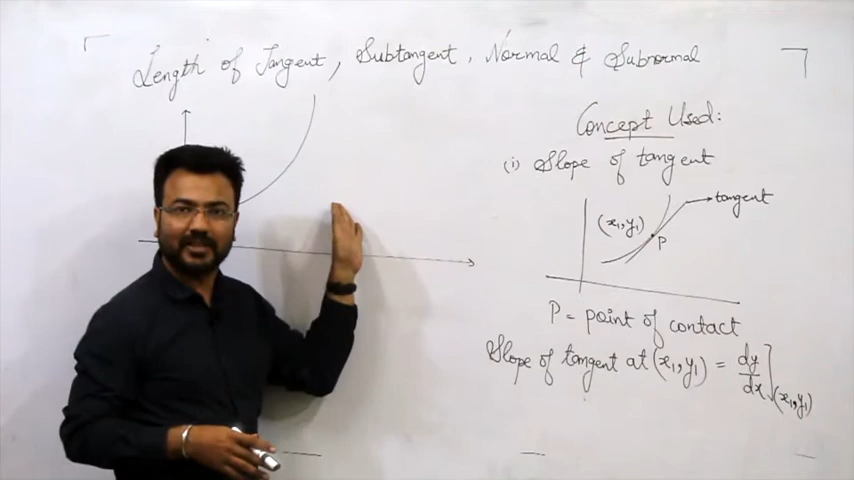 Length of Tangent, Subtangent, Normal & Subnormal
Concept Used:
(i) Slope of tangent
tangent
(x₁,y₁)
P
P = point of contact
Slope of tangent at (x₁,y₁) = dy/dx](x₁,y₁)